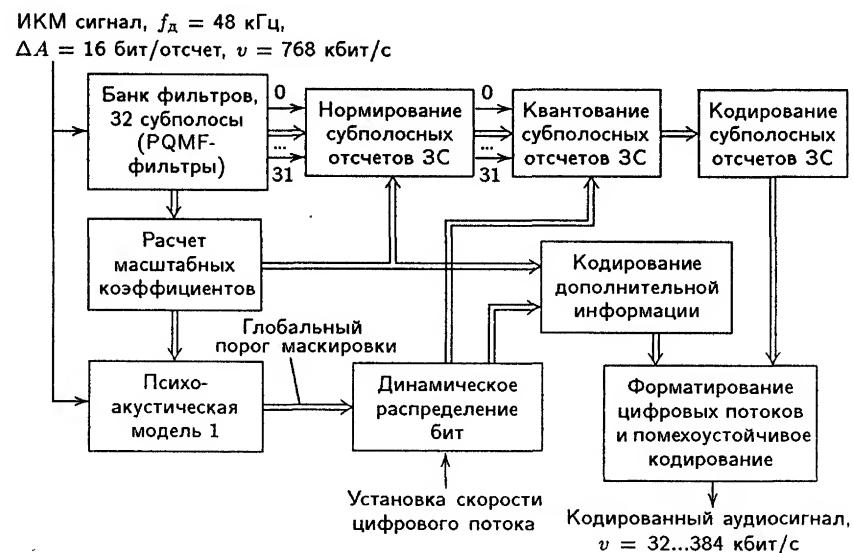 ИКМ сигнал, fд = 48 кГц,
ΔA = 16 бит/отсчет, v = 768 кбит/с
Банк фильтров,
32 субполосы
(PQMF-
фильтры)
0
...
31
Нормирование
субполосных
отсчетов ЗС
0
...
31
Квантование
субполосных
отсчетов ЗС
Кодирование
субполосных
отсчетов ЗС
Расчет
масштабных
коэффициентов
Кодирование
дополнительной
информации
Глобальный
порог маскировки
Психо-
акустическая
модель 1
Динамическое
распределение
бит
Форматирование
цифровых потоков
и помехоустойчивое
кодирование
Установка скорости
цифрового потока
Кодированный аудиосигнал,
v = 32...384 кбит/с